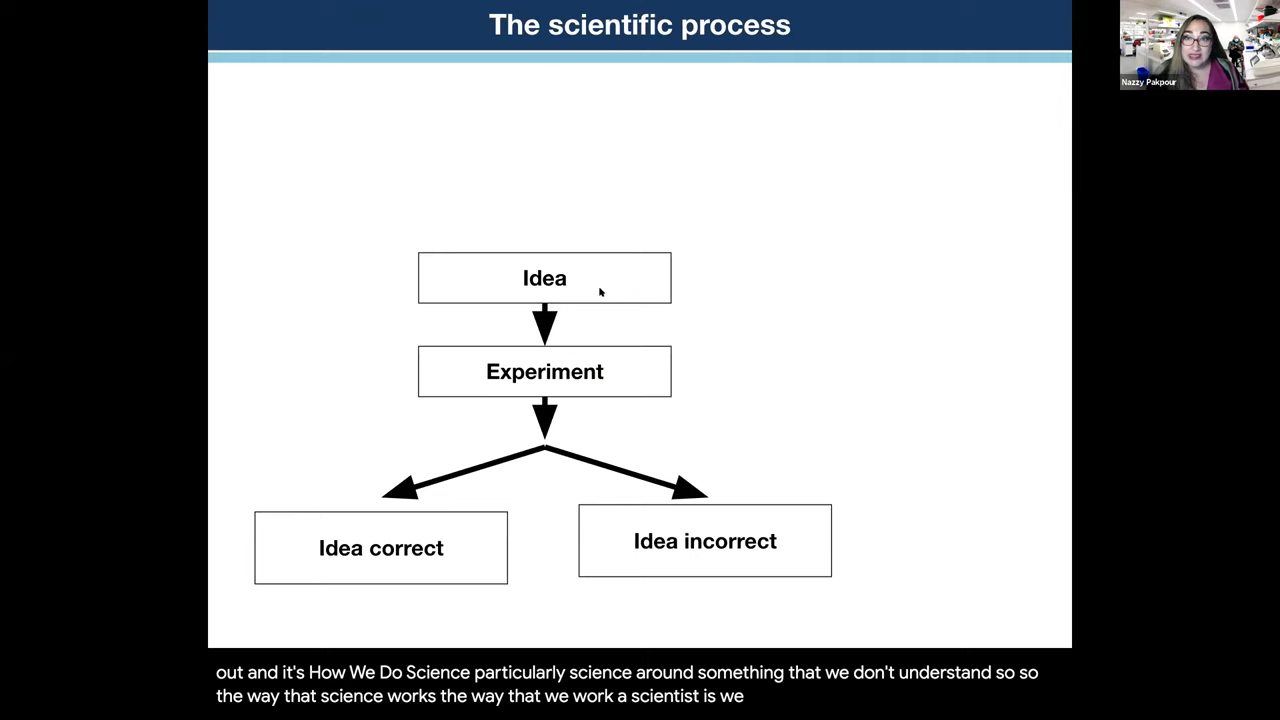 The scientific process
Nazzy Pakpour
Idea
Experiment
Idea correct
Idea incorrect
out and it's How We Do Science particularly science around something that we don't understand so so
the way that science works the way that we work a scientist is we